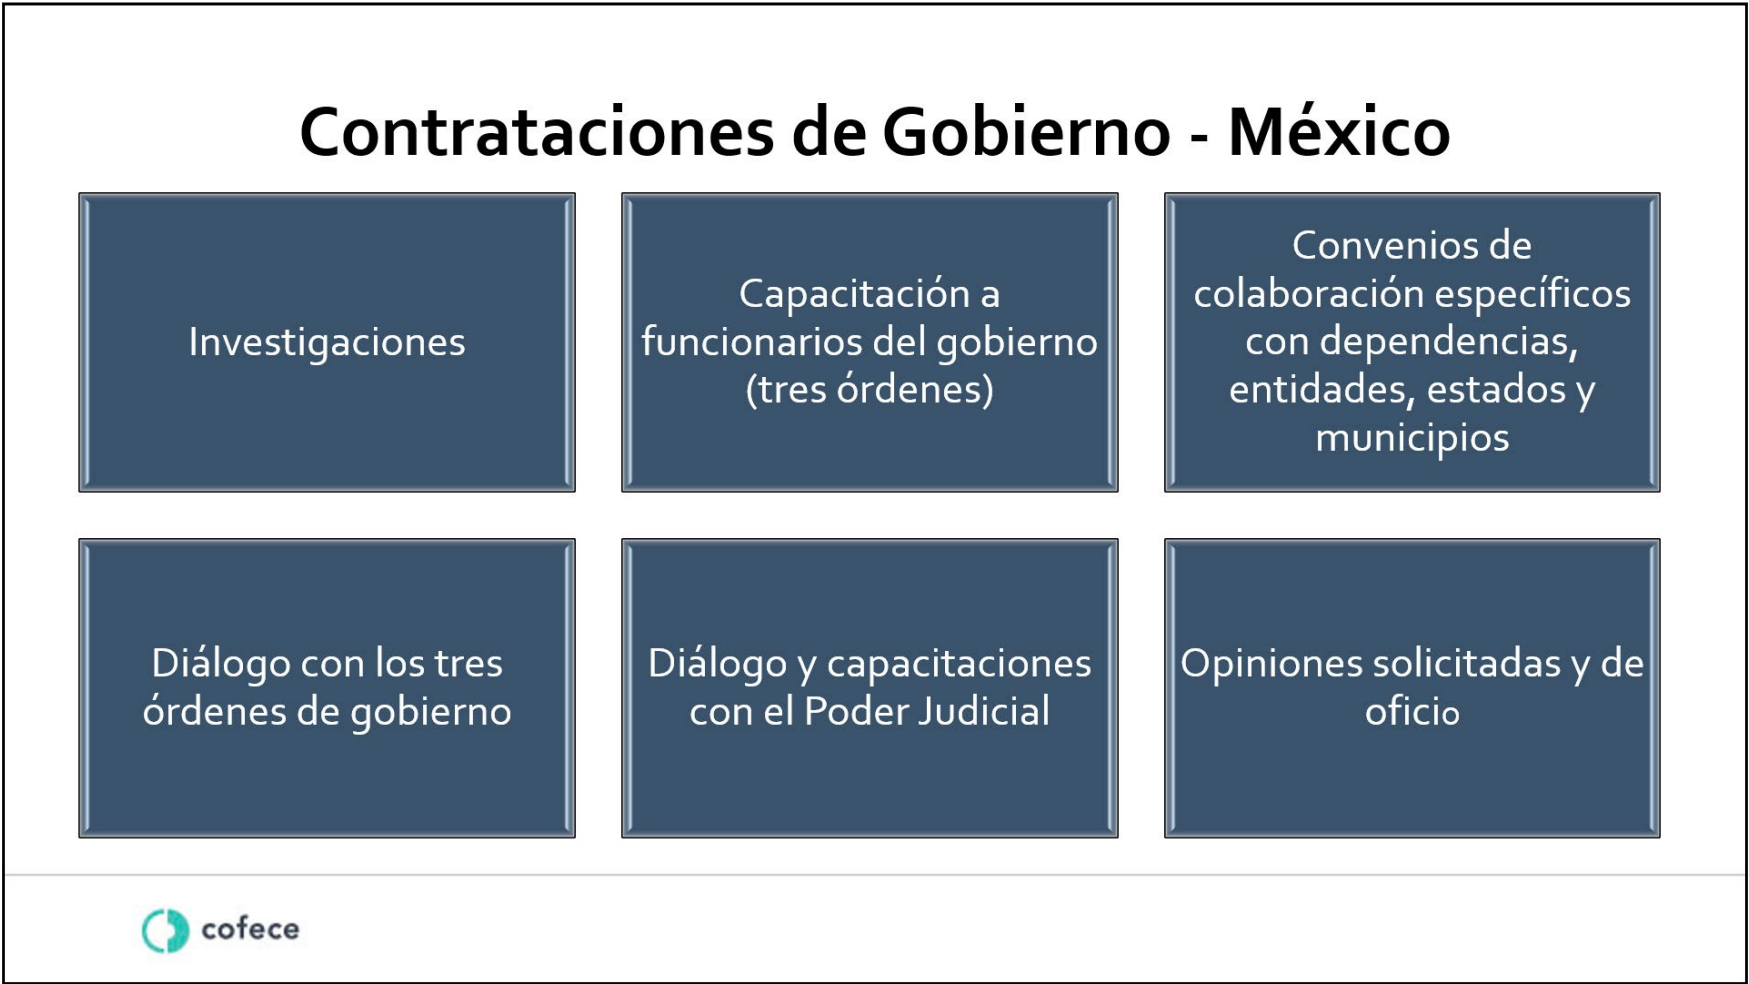 Contrataciones de Gobierno - México
Investigaciones
Capacitación a
funcionarios del gobierno
(tres órdenes)
Convenios de
colaboración específicos
con dependencias,
entidades, estados y
municipios
Diálogo con los tres
órdenes de gobierno
Diálogo y capacitaciones
con el Poder Judicial
Opiniones solicitadas y de
oficio
cofece